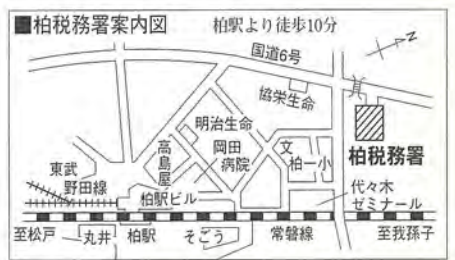 ■柏税務署案内図 柏駅より徒歩10分
国道6号
N
協栄生命
明治生命
高島屋
岡田
病院
文
柏一小
柏税務署
東武
野田線
柏駅ビル
代々木
ゼミナール
至松戸
丸井
柏駅
そごう
常磐線
至我孫子